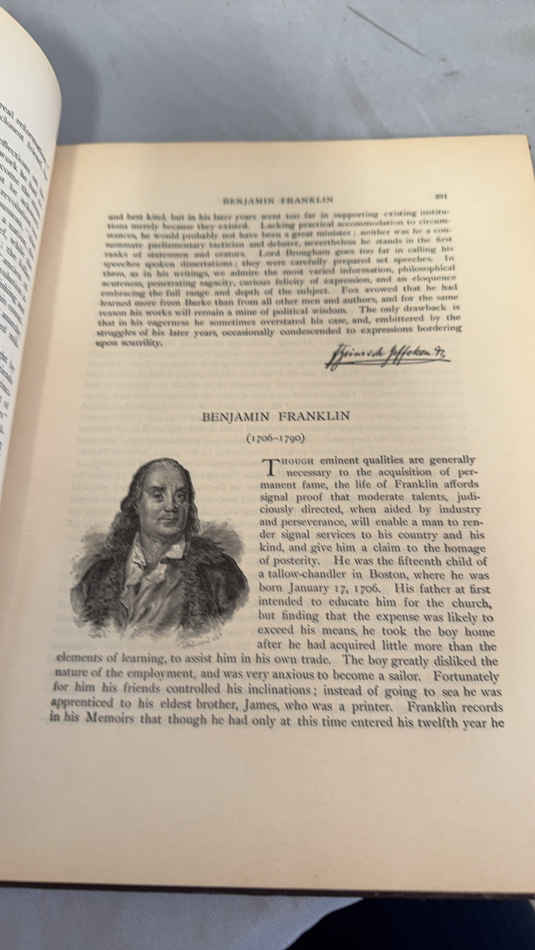 BENJAMIN FRANKLIN
and best kind, but in his later years went too far in supporting existing institu-
tions merely because they existed. Lacking practical accommodation to circum-
stances, he would probably not have been a great minister; neither was he a con-
summate parliamentary tactician and debater, nevertheless he stands in the first
ranks of statesmen and orators. Lord Brougham goes too far in calling his
speeches spoken dissertations; they were carefully prepared set speeches. In
them, as in his writings, we admire the most varied information, philosophical
acuteness, penetrating sagacity, curious felicity of expression, and an eloquence
embracing the full range and depth of the subject. Fox avowed that he had
learned more from Burke than from all other men and authors, and for the same
reason his works will remain a mine of political wisdom. The only drawback is
that in his eagerness he sometimes overstated his case, and, embittered by the
struggles of his later years, occasionally condescended to expressions bordering
upon scurrility.
BENJAMIN FRANKLIN
(1706–1790)
THOUGH eminent qualities are generally
necessary to the acquisition of per-
manent fame, the life of Franklin affords
signal proof that moderate talents, judi-
ciously directed, when aided by industry
and perseverance, will enable a man to ren-
der signal services to his country and his
kind, and give him a claim to the homage
of posterity. He was the fifteenth child of
a tallow-chandler in Boston, where he was
born January 17, 1706. His father at first
intended to educate him for the church,
but finding that the expense was likely to
exceed his means, he took the boy home
after he had acquired little more than the
elements of learning, to assist him in his own trade. The boy greatly disliked the
nature of the employment, and was very anxious to become a sailor. Fortunately
for him his friends controlled his inclinations; instead of going to sea he was
apprenticed to his eldest brother, James, who was a printer. Franklin records
in his Memoirs that though he had only at this time entered his twelfth year he